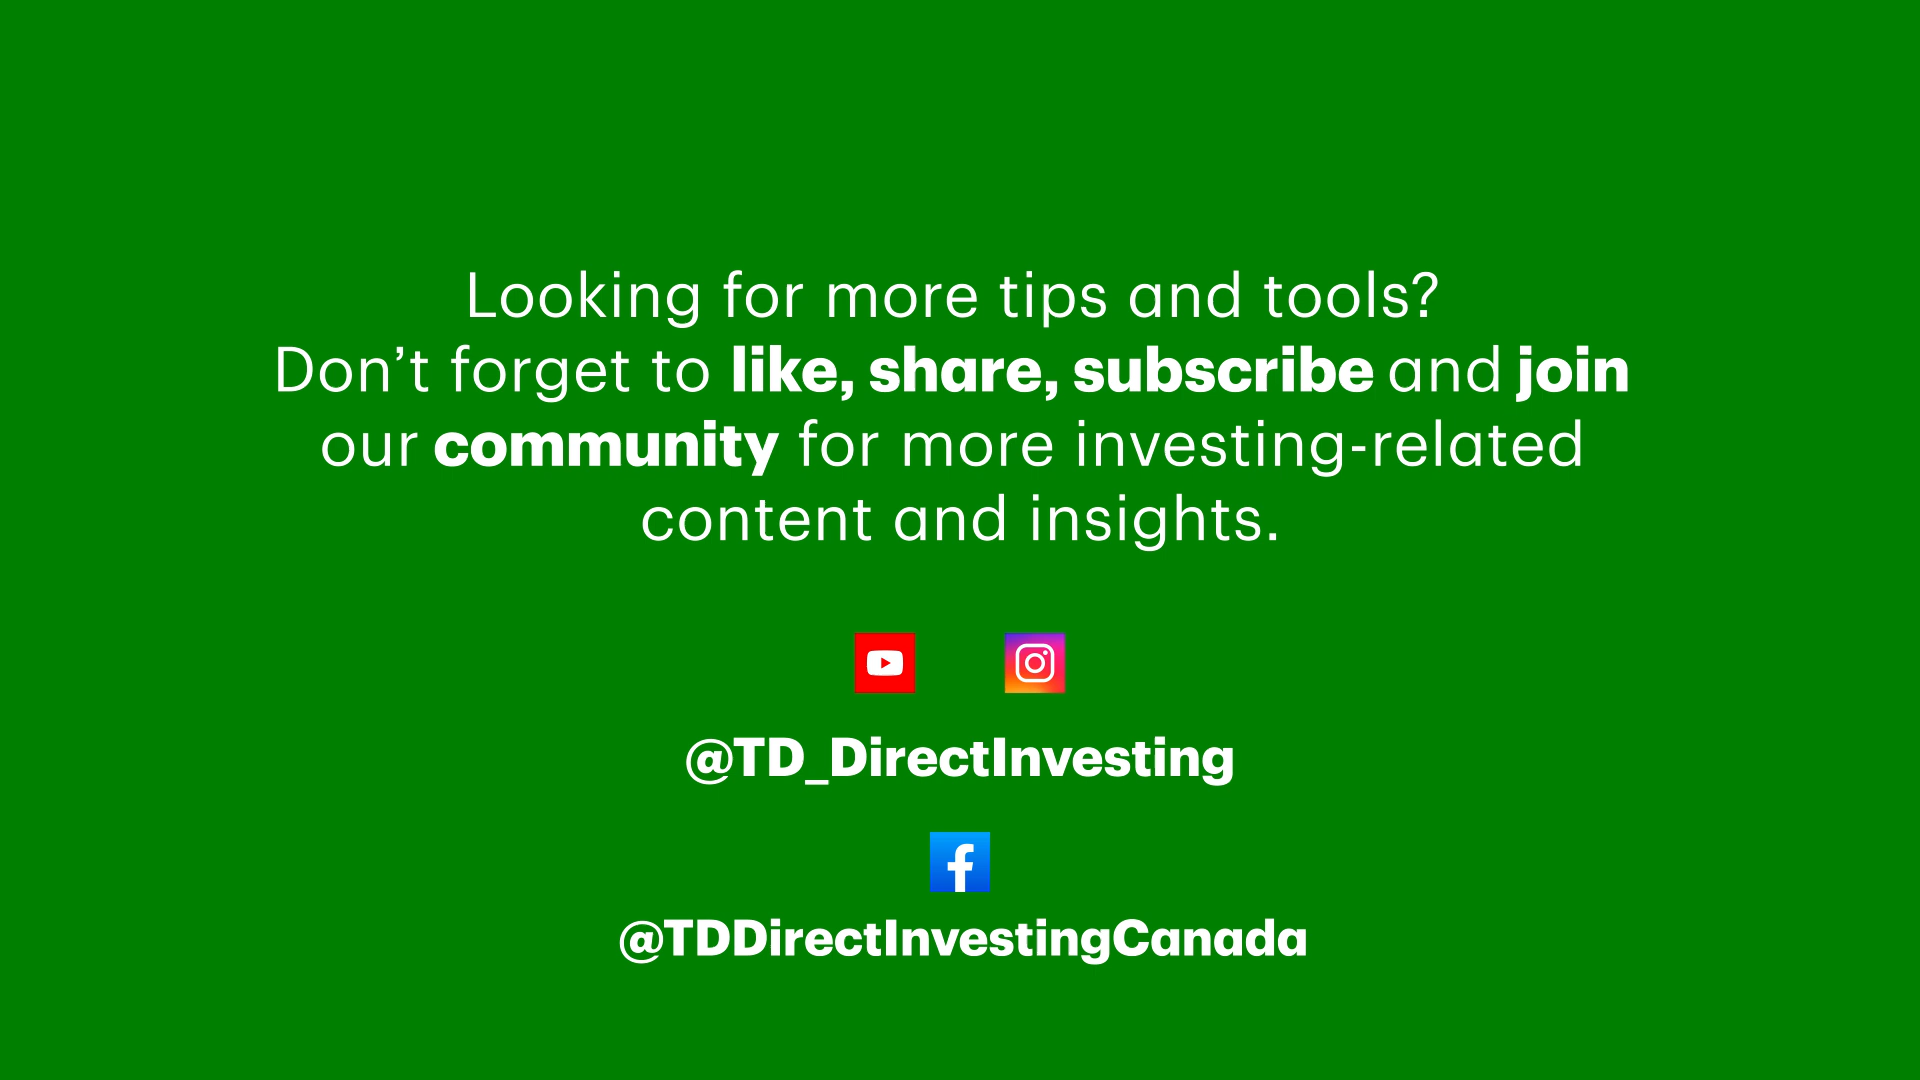 Looking for more tips and tools?
Don’t forget to like, share, subscribe and join
our community for more investing-related
content and insights.
@TD_DirectInvesting
@TDDirectInvestingCanada